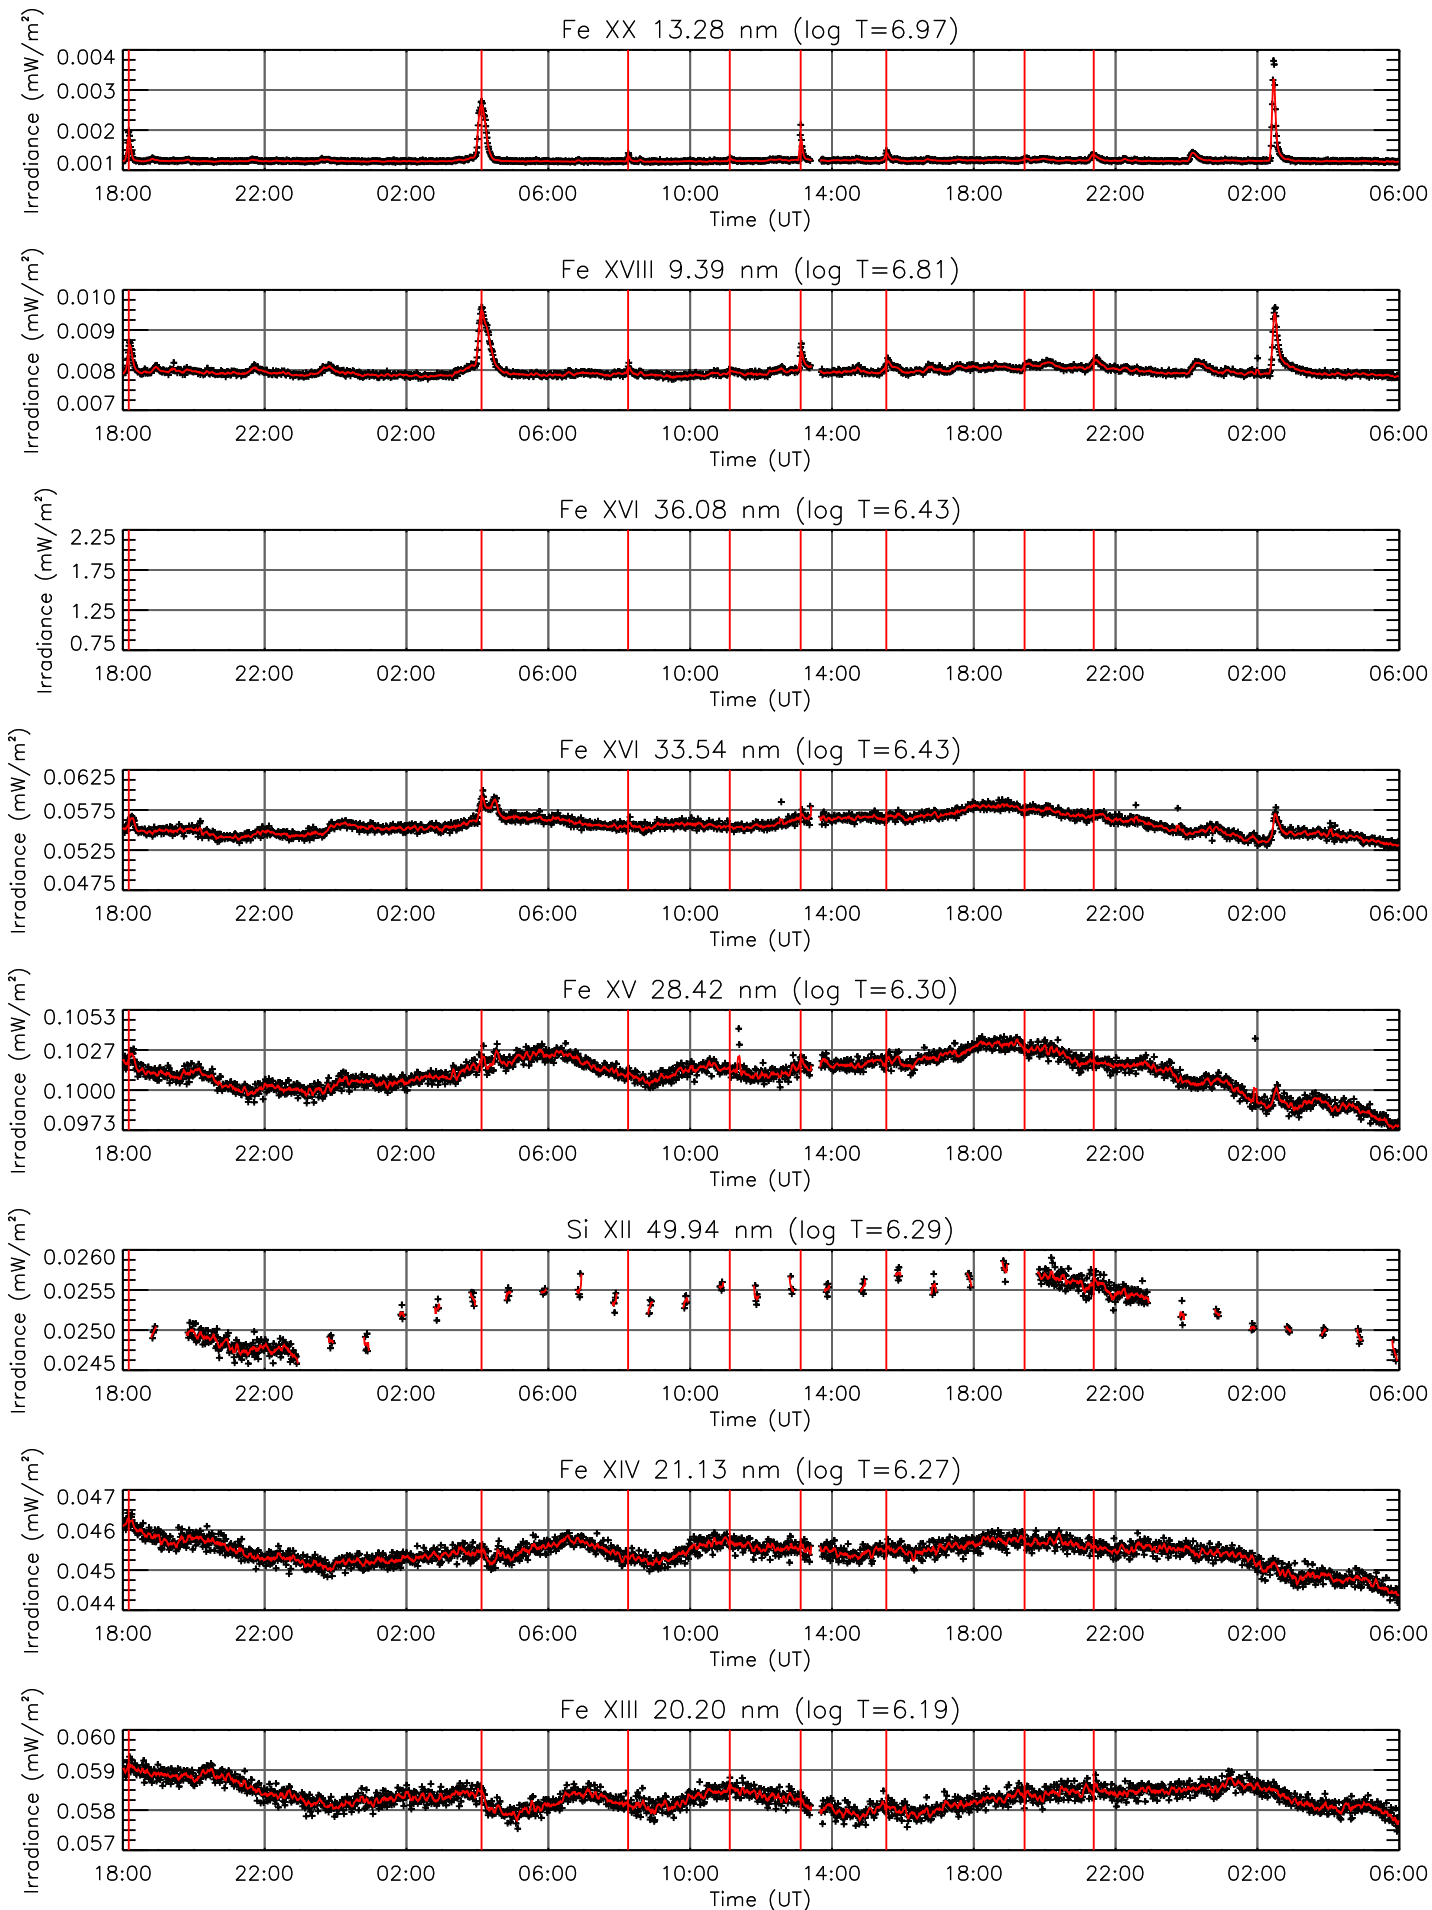 Fe XX 13.28 nm (log T=6.97)
Irradiance (mW/m²)
0.004
0.003
0.002
0.001
18:00 22:00 02:00 06:00 10:00 14:00 18:00 22:00 02:00 06:00
Time (UT)
Fe XVIII 9.39 nm (log T=6.81)
Irradiance (mW/m²)
0.010
0.009
0.008
0.007
18:00 22:00 02:00 06:00 10:00 14:00 18:00 22:00 02:00 06:00
Time (UT)
Fe XVI 36.08 nm (log T=6.43)
Irradiance (mW/m²)
2.25
1.75
1.25
0.75
18:00 22:00 02:00 06:00 10:00 14:00 18:00 22:00 02:00 06:00
Time (UT)
Fe XVI 33.54 nm (log T=6.43)
Irradiance (mW/m²)
0.0625
0.0575
0.0525
0.0475
18:00 22:00 02:00 06:00 10:00 14:00 18:00 22:00 02:00 06:00
Time (UT)
Fe XV 28.42 nm (log T=6.30)
Irradiance (mW/m²)
0.1053
0.1027
0.1000
0.0973
18:00 22:00 02:00 06:00 10:00 14:00 18:00 22:00 02:00 06:00
Time (UT)
Si XII 49.94 nm (log T=6.29)
Irradiance (mW/m²)
0.0260
0.0255
0.0250
0.0245
18:00 22:00 02:00 06:00 10:00 14:00 18:00 22:00 02:00 06:00
Time (UT)
Fe XIV 21.13 nm (log T=6.27)
Irradiance (mW/m²)
0.047
0.046
0.045
0.044
18:00 22:00 02:00 06:00 10:00 14:00 18:00 22:00 02:00 06:00
Time (UT)
Fe XIII 20.20 nm (log T=6.19)
Irradiance (mW/m²)
0.060
0.059
0.058
0.057
18:00 22:00 02:00 06:00 10:00 14:00 18:00 22:00 02:00 06:00
Time (UT)